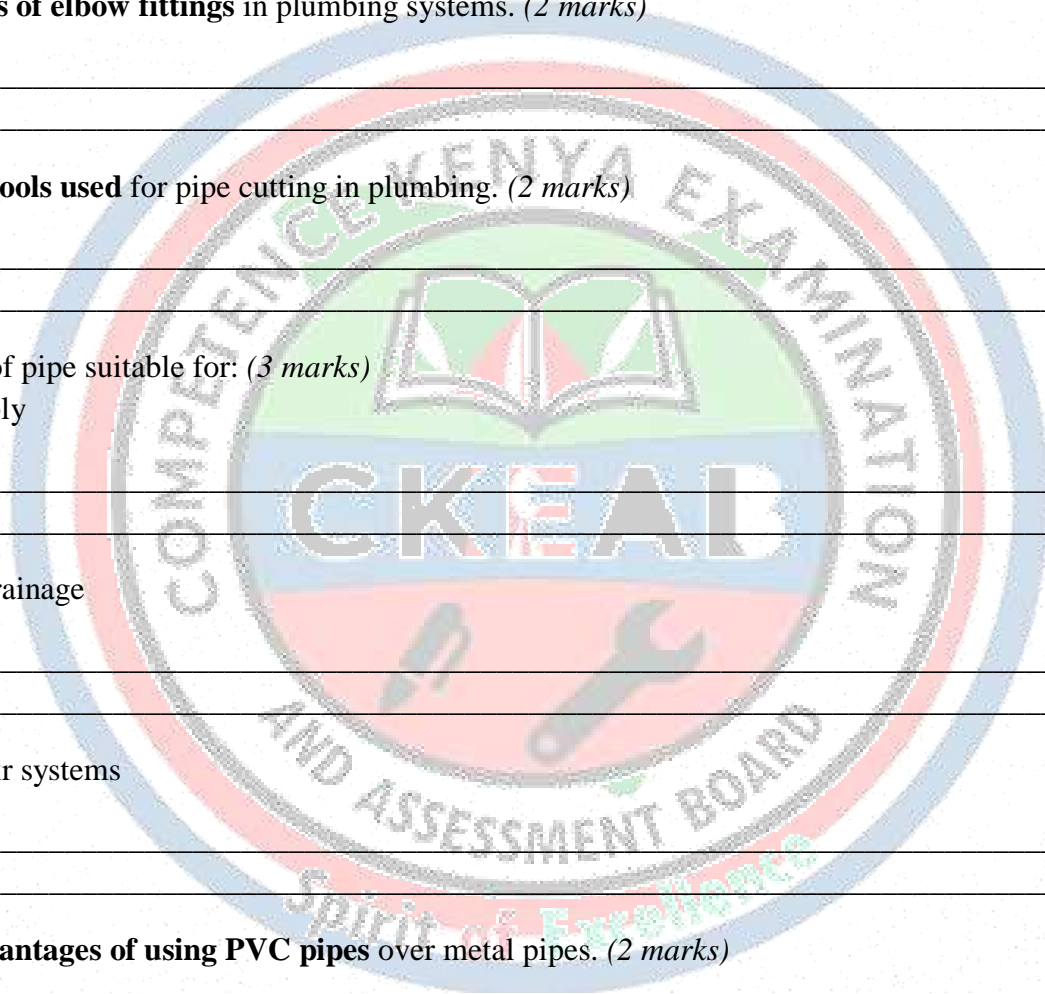 s of elbow fittings in plumbing systems. (2 marks)
ools used for pipe cutting in plumbing. (2 marks)
of pipe suitable for: (3 marks)
ly
rainage
r systems
antages of using PVC pipes over metal pipes. (2 marks)
COMPETENCE KENYA EXAMINATION
CKEAB
AND ASSESSMENT BOARD
Spirit of Excellence